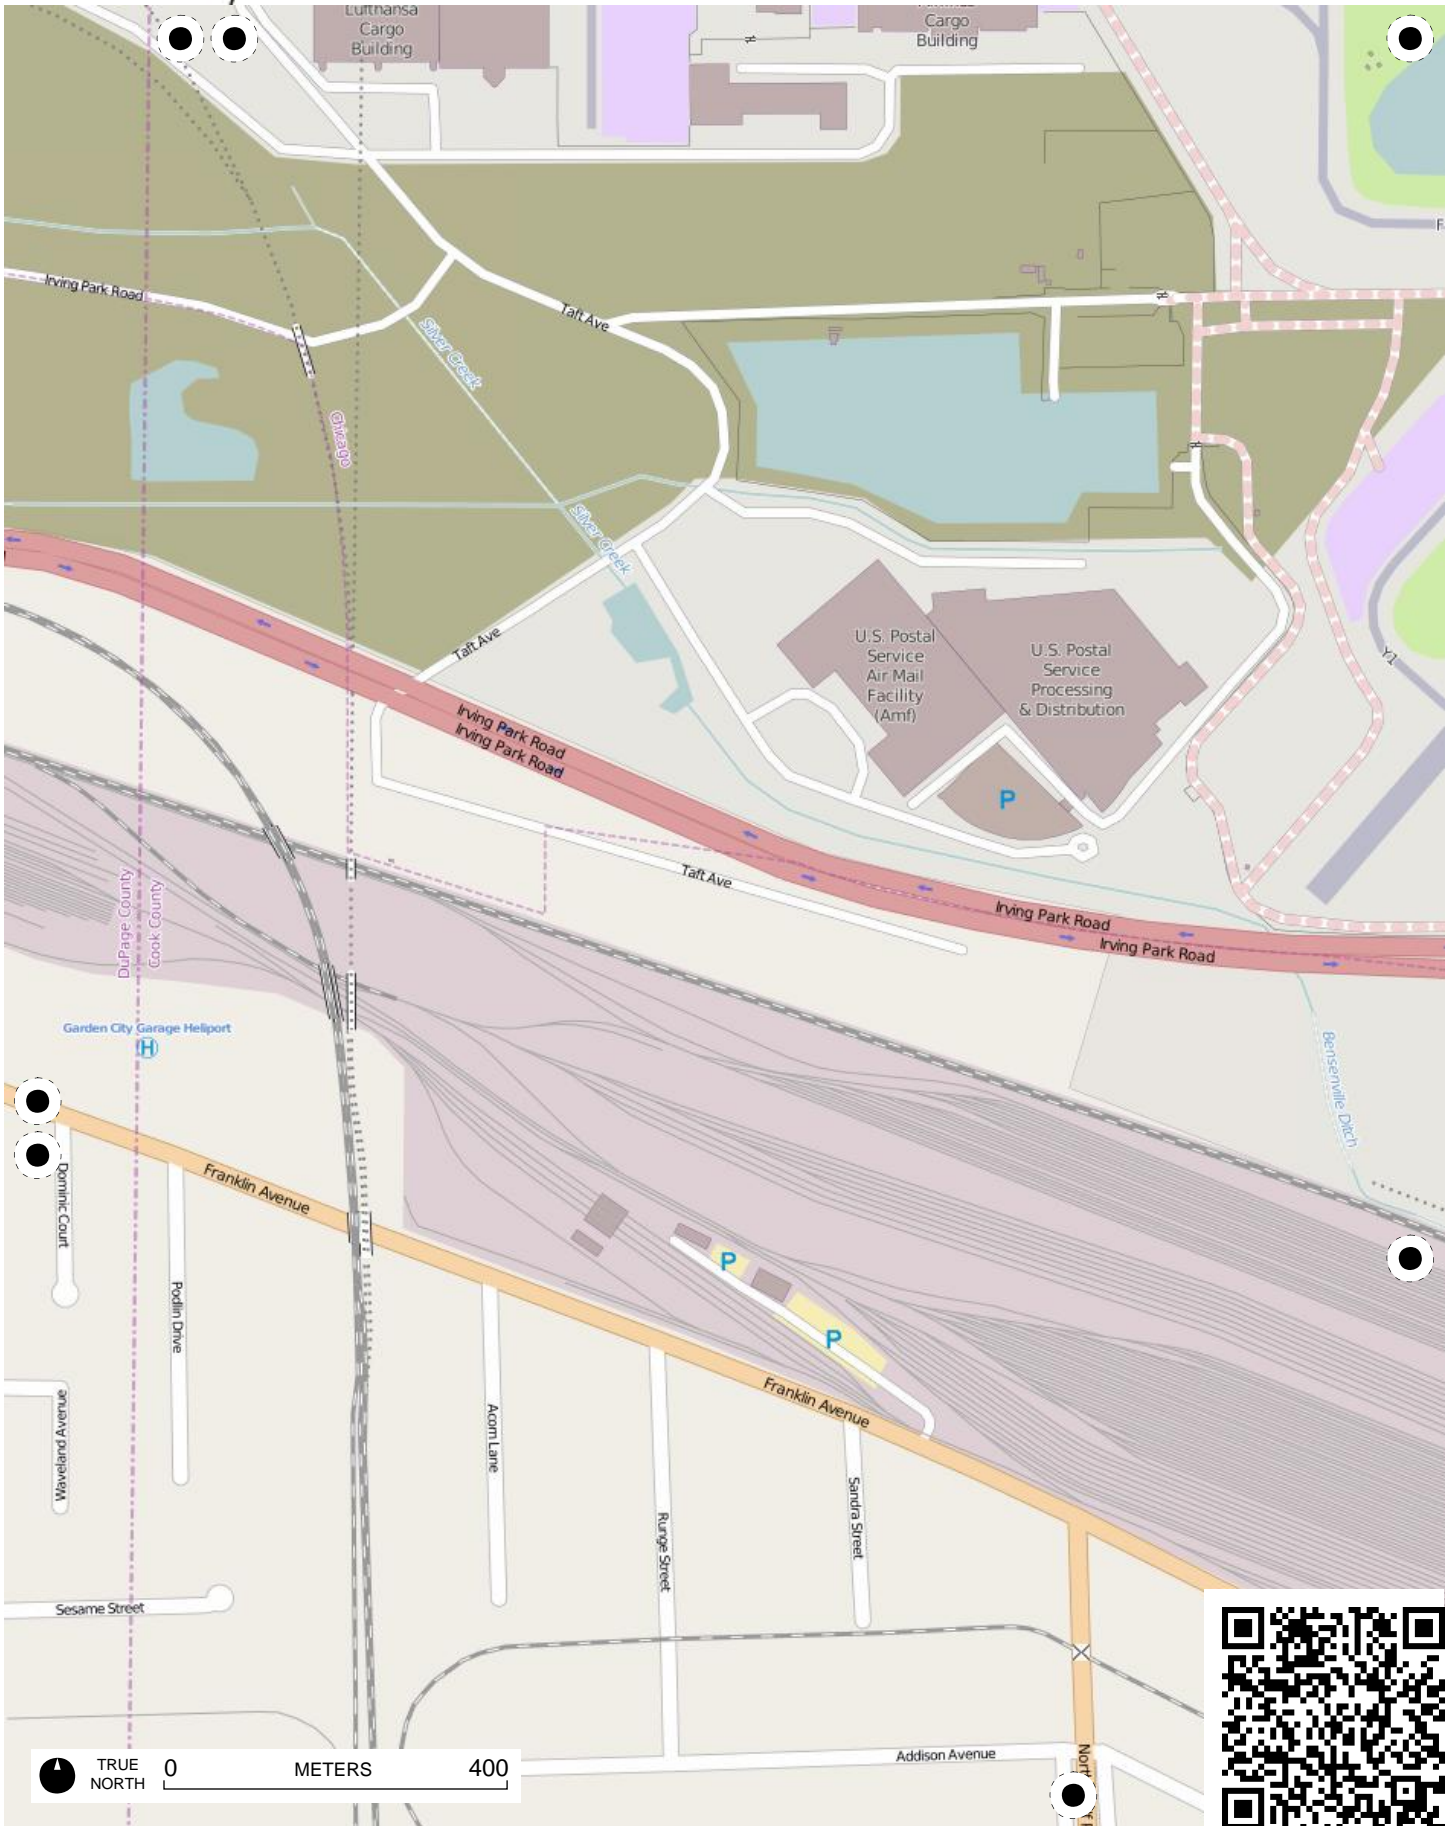 Lufthansa
Cargo
Building
Cargo
Building
Irving Park Road
Taft Ave
Silver Creek
Chicago
Silver Creek
Taft Ave
U.S. Postal
Service
Air Mail
Facility
(Amf)
U.S. Postal
Service
Processing
& Distribution
Y1
Irving Park Road
Irving Park Road
P
Taft Ave
DuPage County
Cook County
Irving Park Road
Irving Park Road
Garden City Garage Heliport
H
Bensenville Ditch
Dominic Court
Franklin Avenue
Podlin Drive
P
P
Franklin Avenue
Waveland Avenue
Acorn Lane
Runge Street
Sandra Street
Sesame Street
Addison Avenue
TRUE
NORTH
0
METERS
400